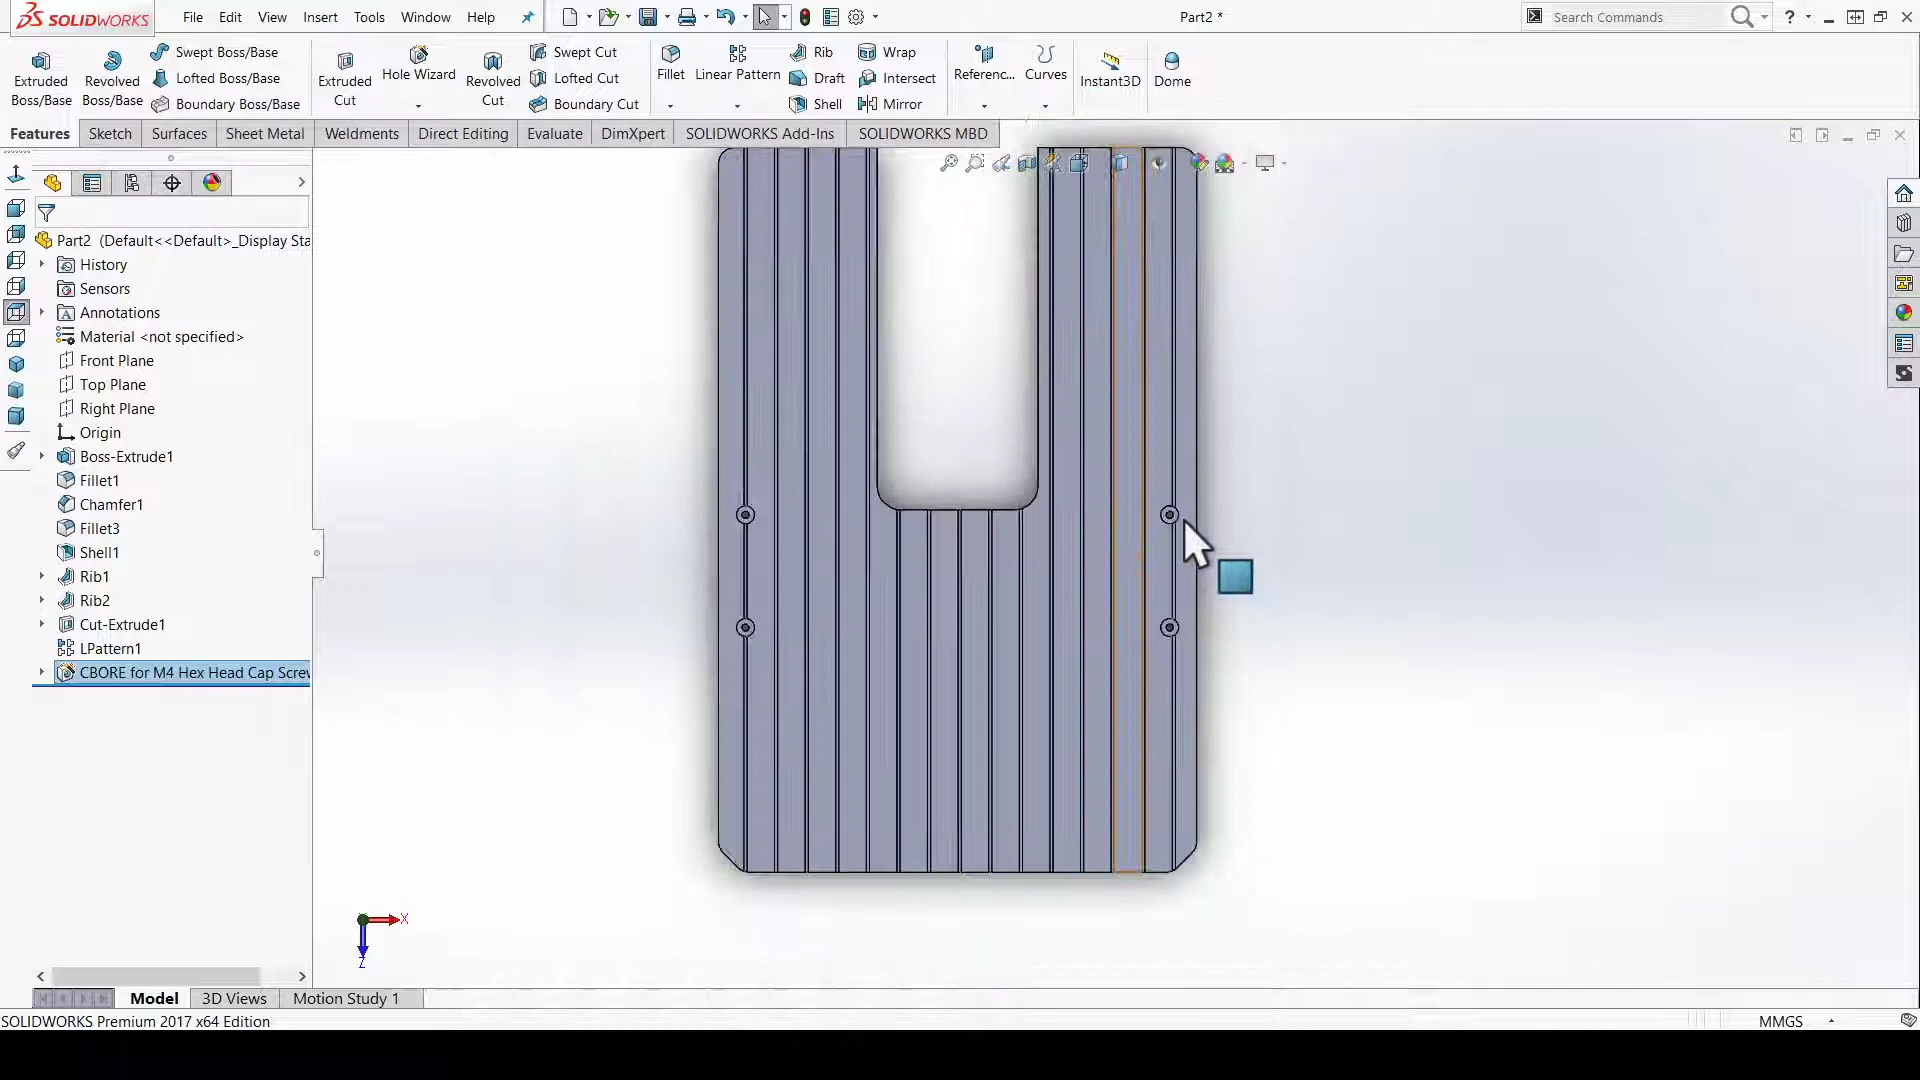 SOLIDWORKS File Edit View Insert Tools Window Help Part2 * Search Commands ?
Extruded Boss/Base
Revolved Boss/Base
Swept Boss/Base
Lofted Boss/Base
Boundary Boss/Base
Extruded Cut
Hole Wizard
Revolved Cut
Swept Cut
Lofted Cut
Boundary Cut
Fillet
Linear Pattern
Rib
Draft
Shell
Wrap
Intersect
Mirror
Referenc...
Curves
Instant3D
Dome
Features Sketch Surfaces Sheet Metal Weldments Direct Editing Evaluate DimXpert SOLIDWORKS Add-Ins SOLIDWORKS MBD
Part2 (Default<<Default>_Display Sta
History
Sensors
Annotations
Material <not specified>
Front Plane
Top Plane
Right Plane
Origin
Boss-Extrude1
Fillet1
Chamfer1
Fillet3
Shell1
Rib1
Rib2
Cut-Extrude1
LPattern1
CBORE for M4 Hex Head Cap Screw
X
Z
Model 3D Views Motion Study 1
SOLIDWORKS Premium 2017 x64 Edition MMGS